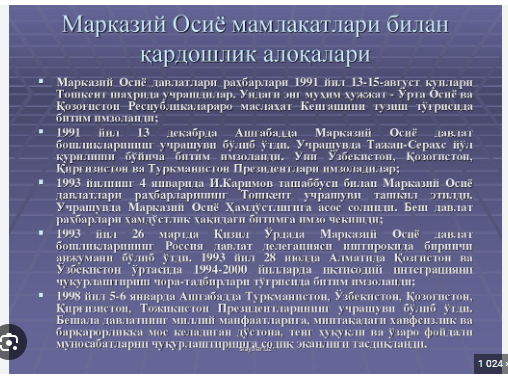 Марказий Осиё мамлакатлари билан
қардошлик алоқалари
Марказий Осиё давлатлари раҳбарлари 1991 йил 13-15-август кунлари
Тошкент шаҳрида учрашдилар. Ундаги энг муҳим ҳужжат - Ўрта Осиё ва
Қозоғистон Республикалараро маслаҳат Кенгашини тузиш тўғрисида
битим имзоланди;
1991 йил 13 декабрда Ашгабадда Марказий Осиё давлат
бошлиқларининг учрашуви бўлиб ўтди. Учрашувда Тажан-Серахс йўл
қурилиши бўйича битим имзоланди. Уни Ўзбекистон, Қозоғистон,
Қирғизистон ва Туркманистон Президентлари имзоладилар;
1993 йилнинг 4 январида И.Каримов ташаббуси билан Марказий Осиё
давлатлари раҳбарларининг Тошкент учрашуви ташкил этилди.
Учрашувда Марказий Осиё Ҳамдўстлигига асос солинди. Беш давлат
раҳбарлари ҳамдўстлик ҳақидаги битимга имзо чекишди;
1993 йил 26 мартда Қизил Ўрдада Марказий Осиё давлат
бошлиқларининг Россия давлат делегацияси иштирокида биринчи
анжумани бўлиб ўтди. 1993 йил 28 июлда Алматида Қозғистон ва
Ўзбекистон ўртасида 1994-2000 йилларда иқтисодий интеграцияни
чуқурлаштириш чора-тадбирлари тўғрисида битим имзоланди;
1998 йил 5-6 январда Ашгабадда Туркманистон, Ўзбекистон, Қозоғистон,
Қирғизистон, Тожикистон Президентларининг учрашуви бўлиб ўтди.
Бешала давлатнинг миллий манфаатларига, минтақадаги хавфсизлик ва
барқарорликка мос келадиган дўстона, тенг ҳуқуқли ва ўзаро фойдали
муносабатларни чуқурлаштиришга содиқ эканлиги тасдиқланди.
1 024 ×